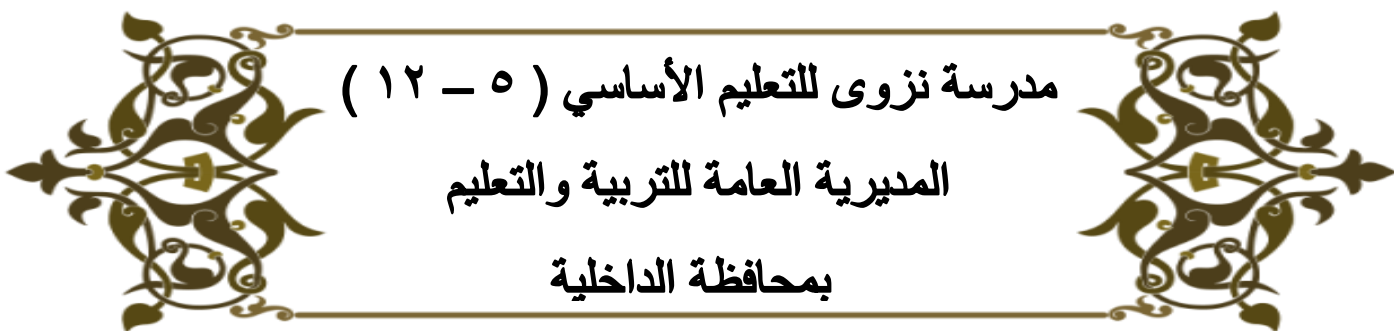 مدرسة نزوى للتعليم الأساسي ( ٥ – ١٢ )
المديرية العامة للتربية والتعليم
بمحافظة الداخلية